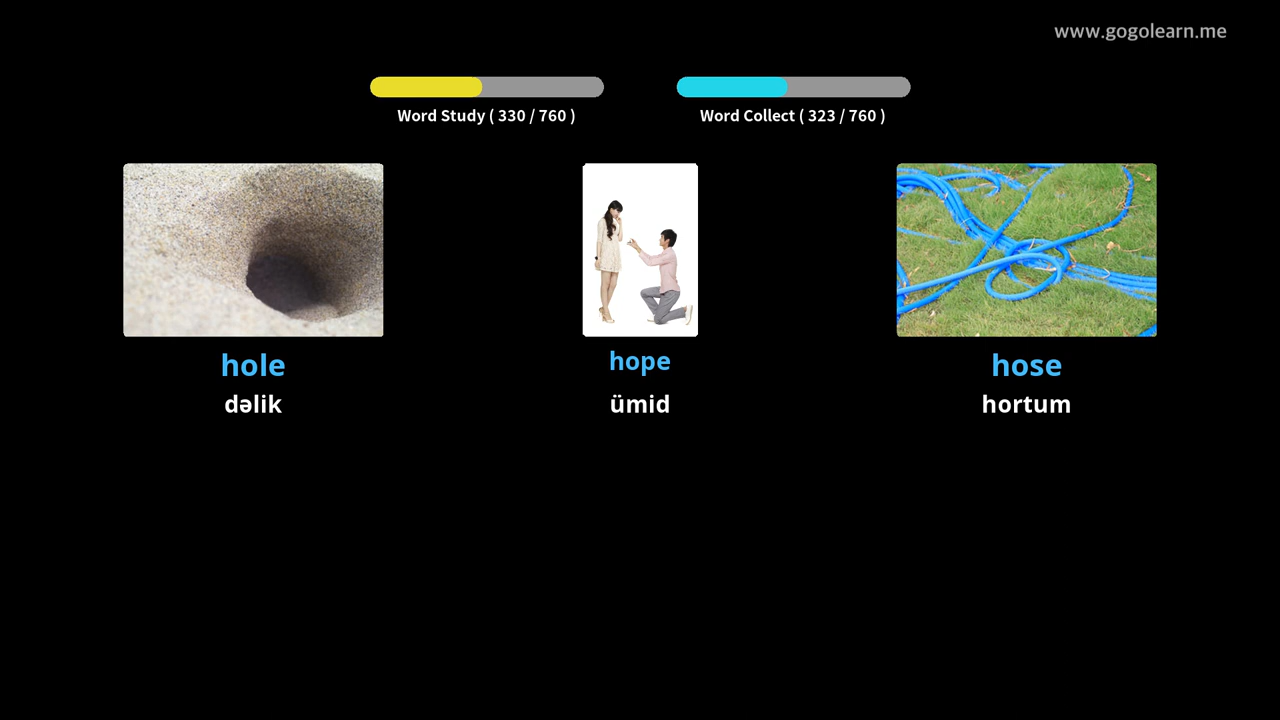 www.gogolearn.me
Word Study ( 330 / 760 )
Word Collect ( 323 / 760 )
hole
hope
hose
dəlik
ümid
hortum